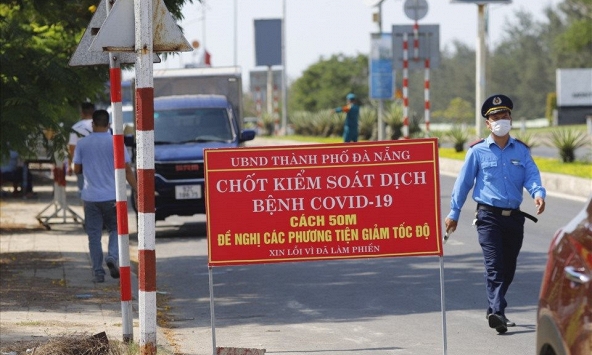 UBND THÀNH PHỐ ĐÀ NẴNG
CHỐT KIỂM SOÁT DỊCH
BỆNH COVID-19
CÁCH 50M
ĐỀ NGHỊ CÁC PHƯƠNG TIỆN GIẢM TỐC ĐỘ
XIN LỖI VÌ ĐÃ LÀM PHIỀN